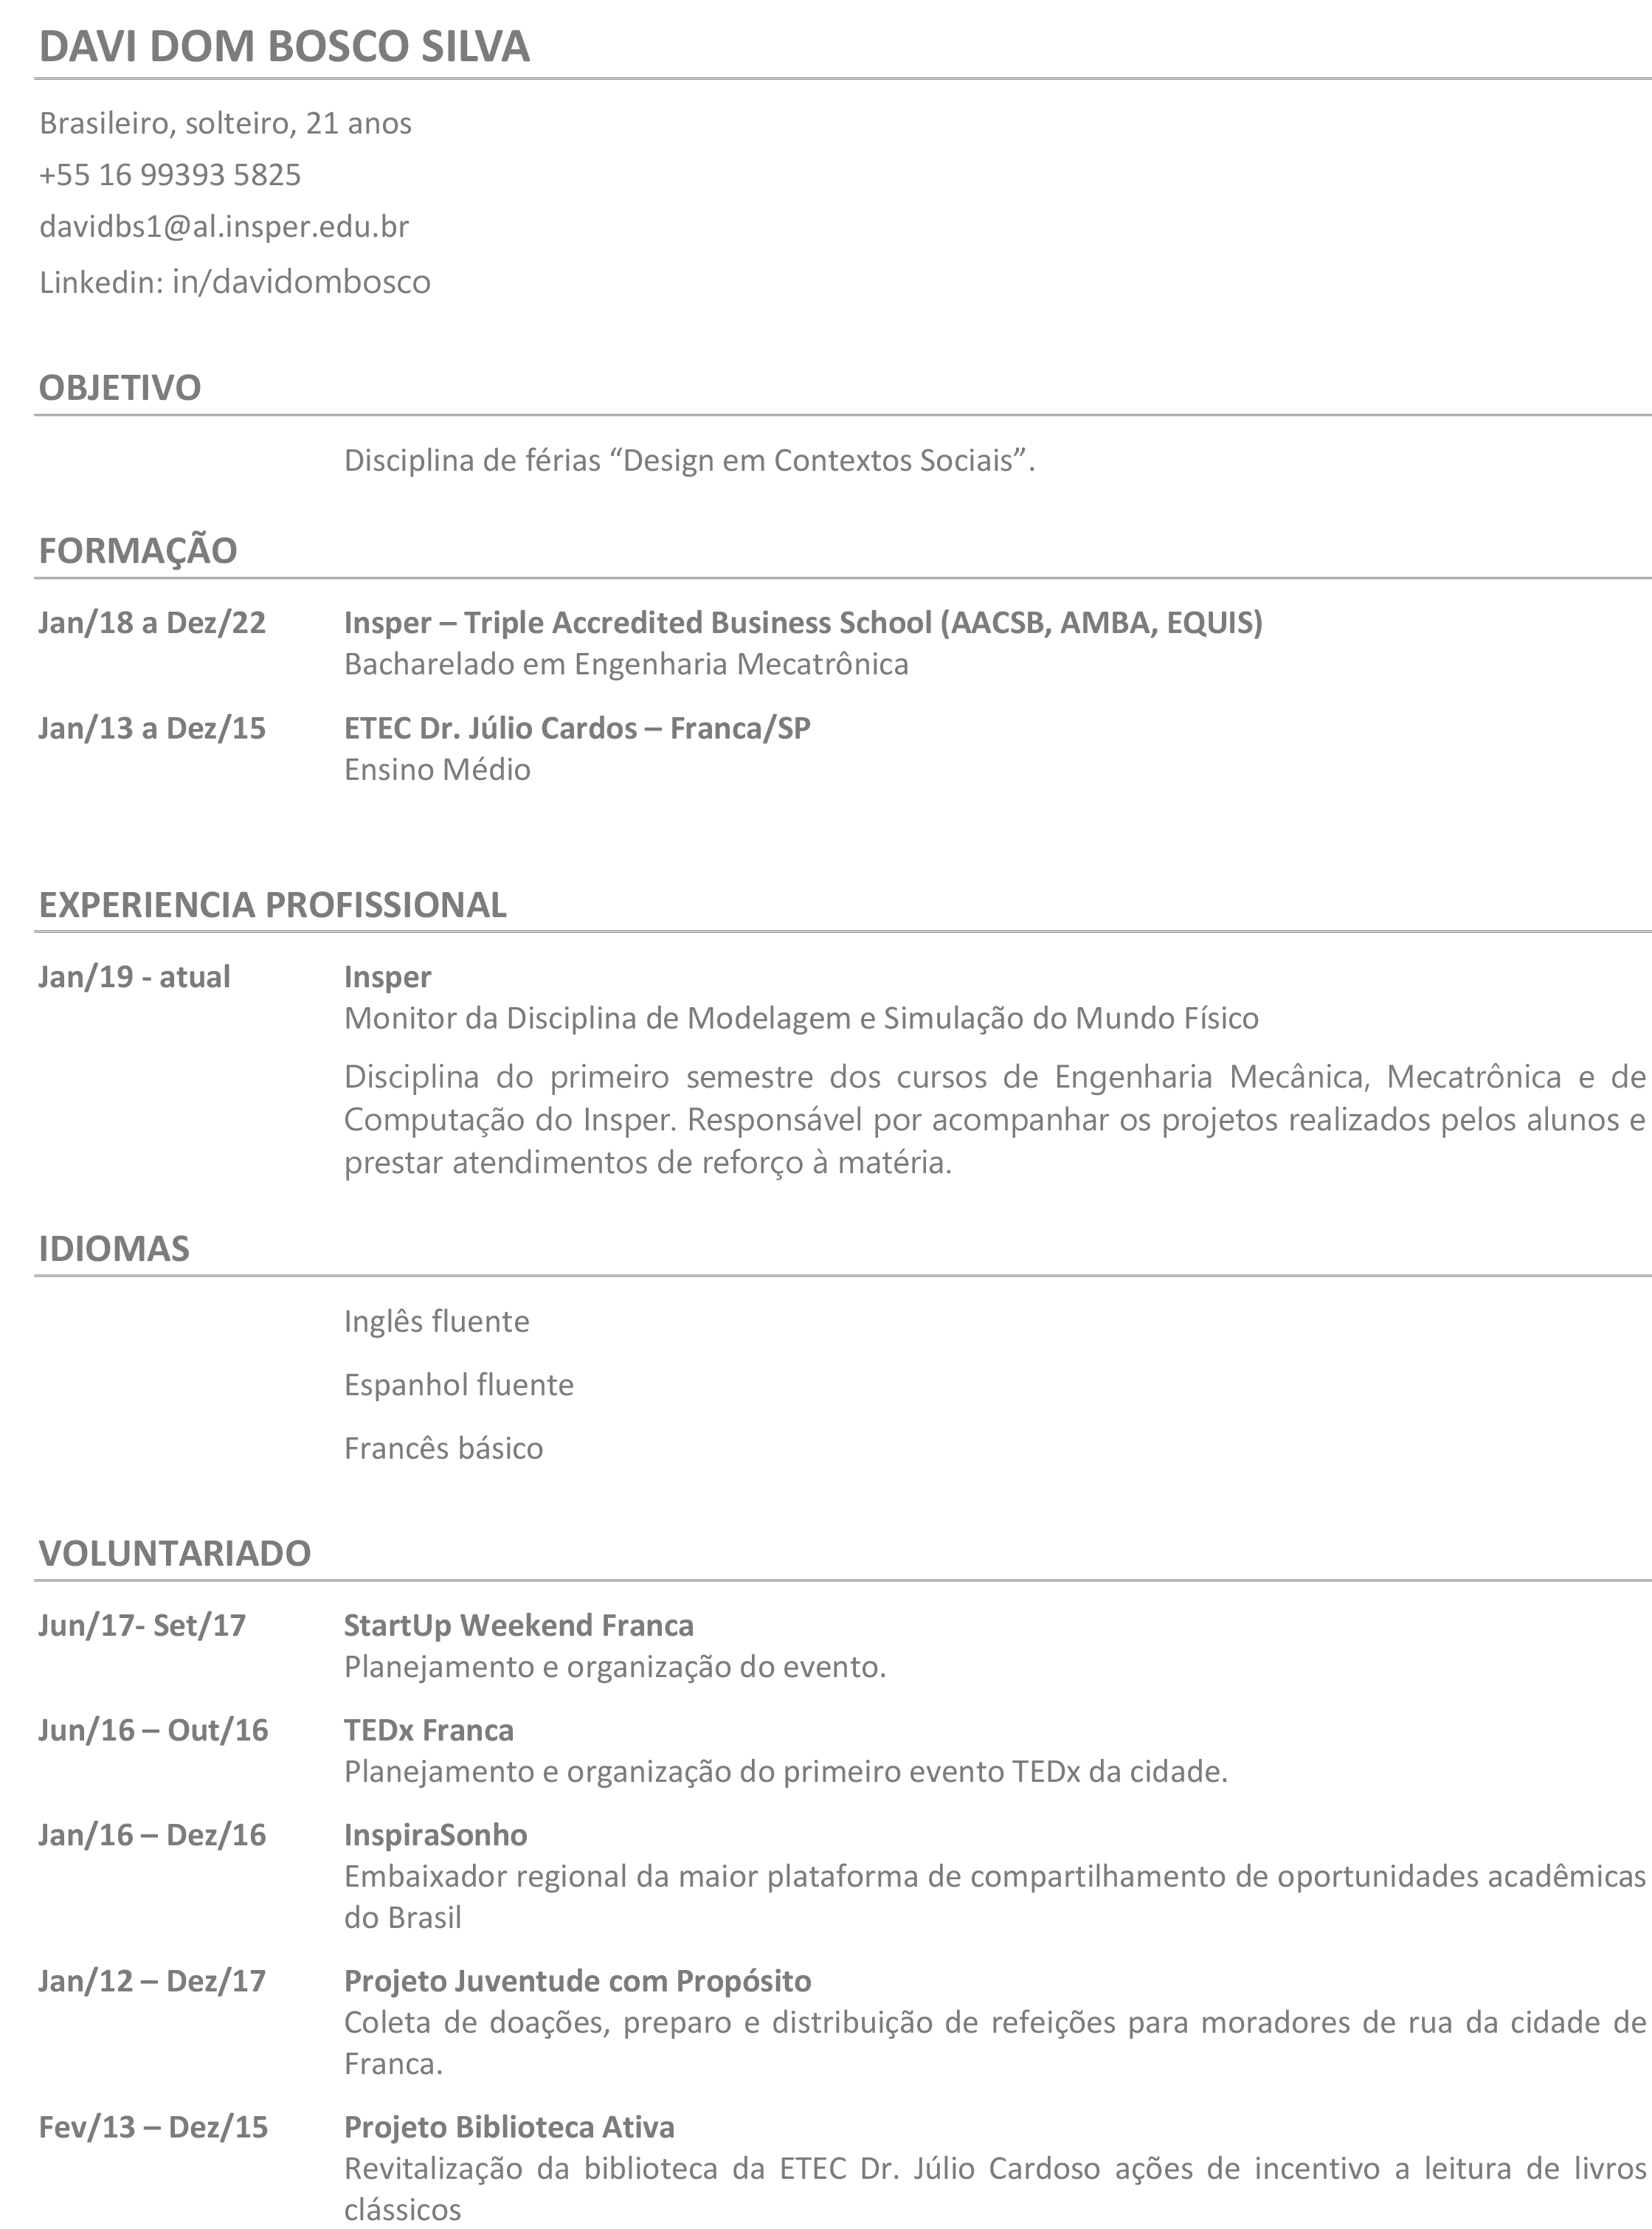 DAVI DOM BOSCO SILVA
Brasileiro, solteiro, 21 anos
+55 16 99393 5825
davidbs1@al.insper.edu.br
Linkedin: in/davidombosco
OBJETIVO
Disciplina de férias “Design em Contextos Sociais”.
FORMAÇÃO
Jan/18 a Dez/22 Insper – Triple Accredited Business School (AACSB, AMBA, EQUIS)
Bacharelado em Engenharia Mecatrônica
Jan/13 a Dez/15 ETEC Dr. Júlio Cardos – Franca/SP
Ensino Médio
EXPERIENCIA PROFISSIONAL
Jan/19 - atual Insper
Monitor da Disciplina de Modelagem e Simulação do Mundo Físico
Disciplina do primeiro semestre dos cursos de Engenharia Mecânica, Mecatrônica e de
Computação do Insper. Responsável por acompanhar os projetos realizados pelos alunos e
prestar atendimentos de reforço à matéria.
IDIOMAS
Inglês fluente
Espanhol fluente
Francês básico
VOLUNTARIADO
Jun/17- Set/17 StartUp Weekend Franca
Planejamento e organização do evento.
Jun/16 – Out/16 TEDx Franca
Planejamento e organização do primeiro evento TEDx da cidade.
Jan/16 – Dez/16 InspiraSonho
Embaixador regional da maior plataforma de compartilhamento de oportunidades acadêmicas
do Brasil
Jan/12 – Dez/17 Projeto Juventude com Propósito
Coleta de doações, preparo e distribuição de refeições para moradores de rua da cidade de
Franca.
Fev/13 – Dez/15 Projeto Biblioteca Ativa
Revitalização da biblioteca da ETEC Dr. Júlio Cardoso ações de incentivo a leitura de livros
clássicos